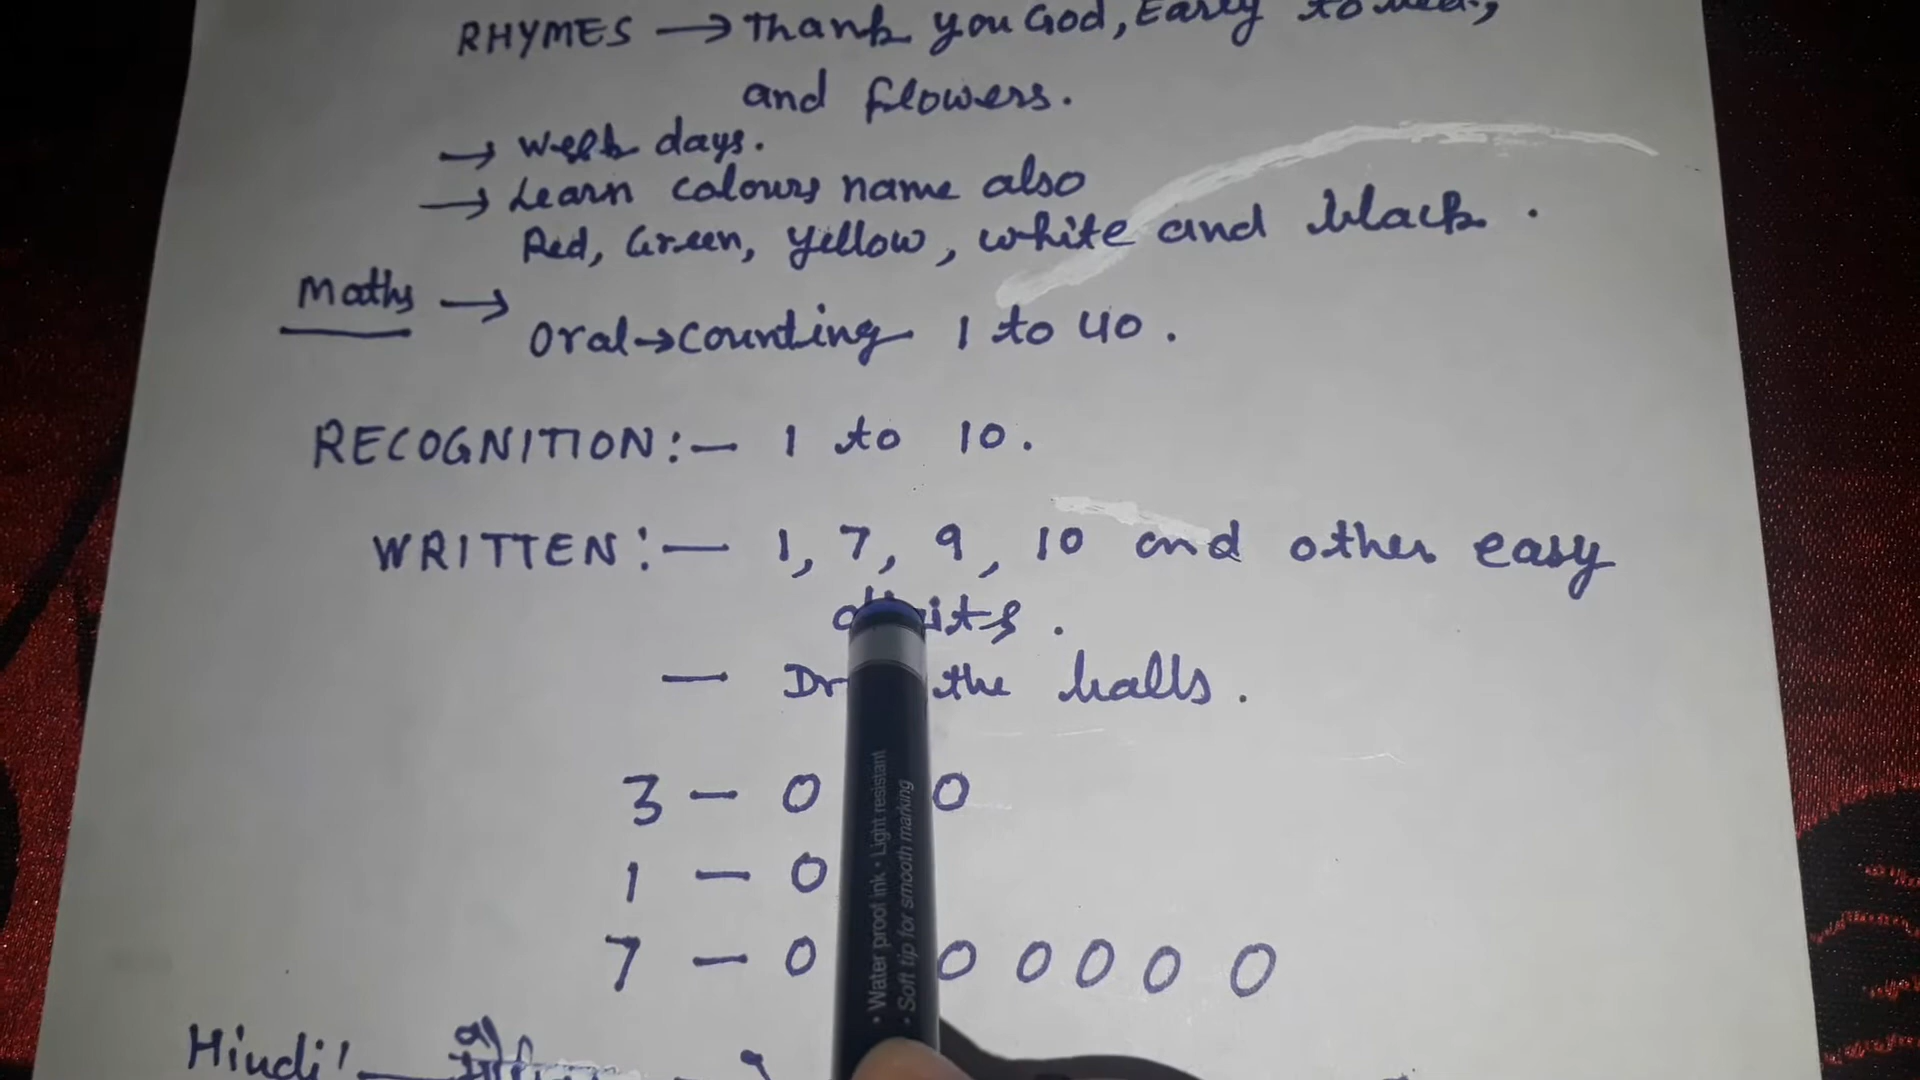 RHYMES → Thank you God, Early to bed,
and flowers.
→ Week days.
→ Learn colours name also
Red, Green, Yellow, white and black.
Maths →
Oral → counting 1 to 40.
RECOGNITION:- 1 to 10.
WRITTEN:- 1, 7, 9, 10 and other easy
— the balls.
3 - 0 0
1 - 0
7 - 0 0 0 0 0 0
Hindi
• Water proof ink • Light resistant
• Soft tip for smooth marking